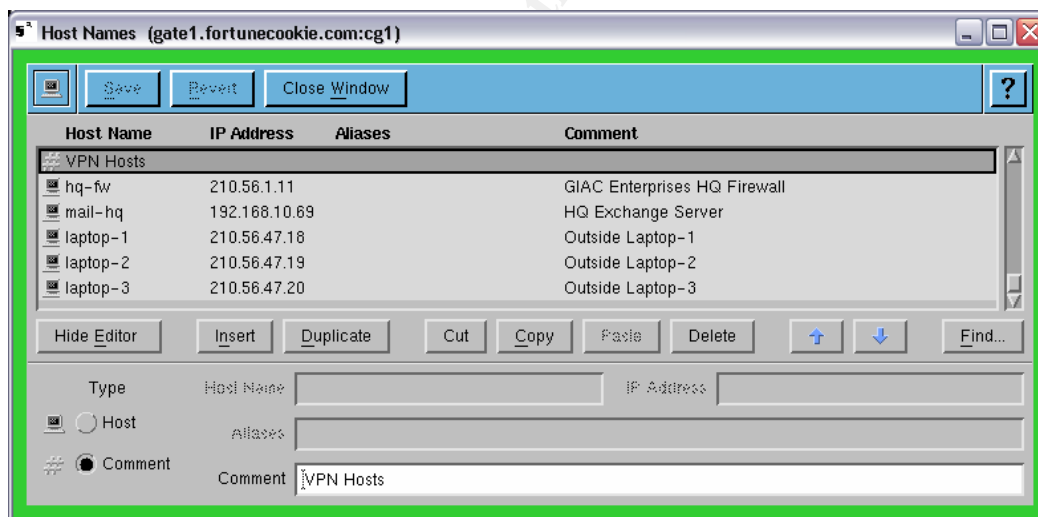 Host Names (gate1.fortunecookie.com:cg1)
Save Revert Close Window ?
Host Name IP Address Aliases Comment
# VPN Hosts
hq-fw 210.56.1.11 GIAC Enterprises HQ Firewall
mail-hq 192.168.10.69 HQ Exchange Server
laptop-1 210.56.47.18 Outside Laptop-1
laptop-2 210.56.47.19 Outside Laptop-2
laptop-3 210.56.47.20 Outside Laptop-3
Hide Editor Insert Duplicate Cut Copy Paste Delete Find...
Type Host Name IP Address
Host
Aliases
# Comment
Comment VPN Hosts